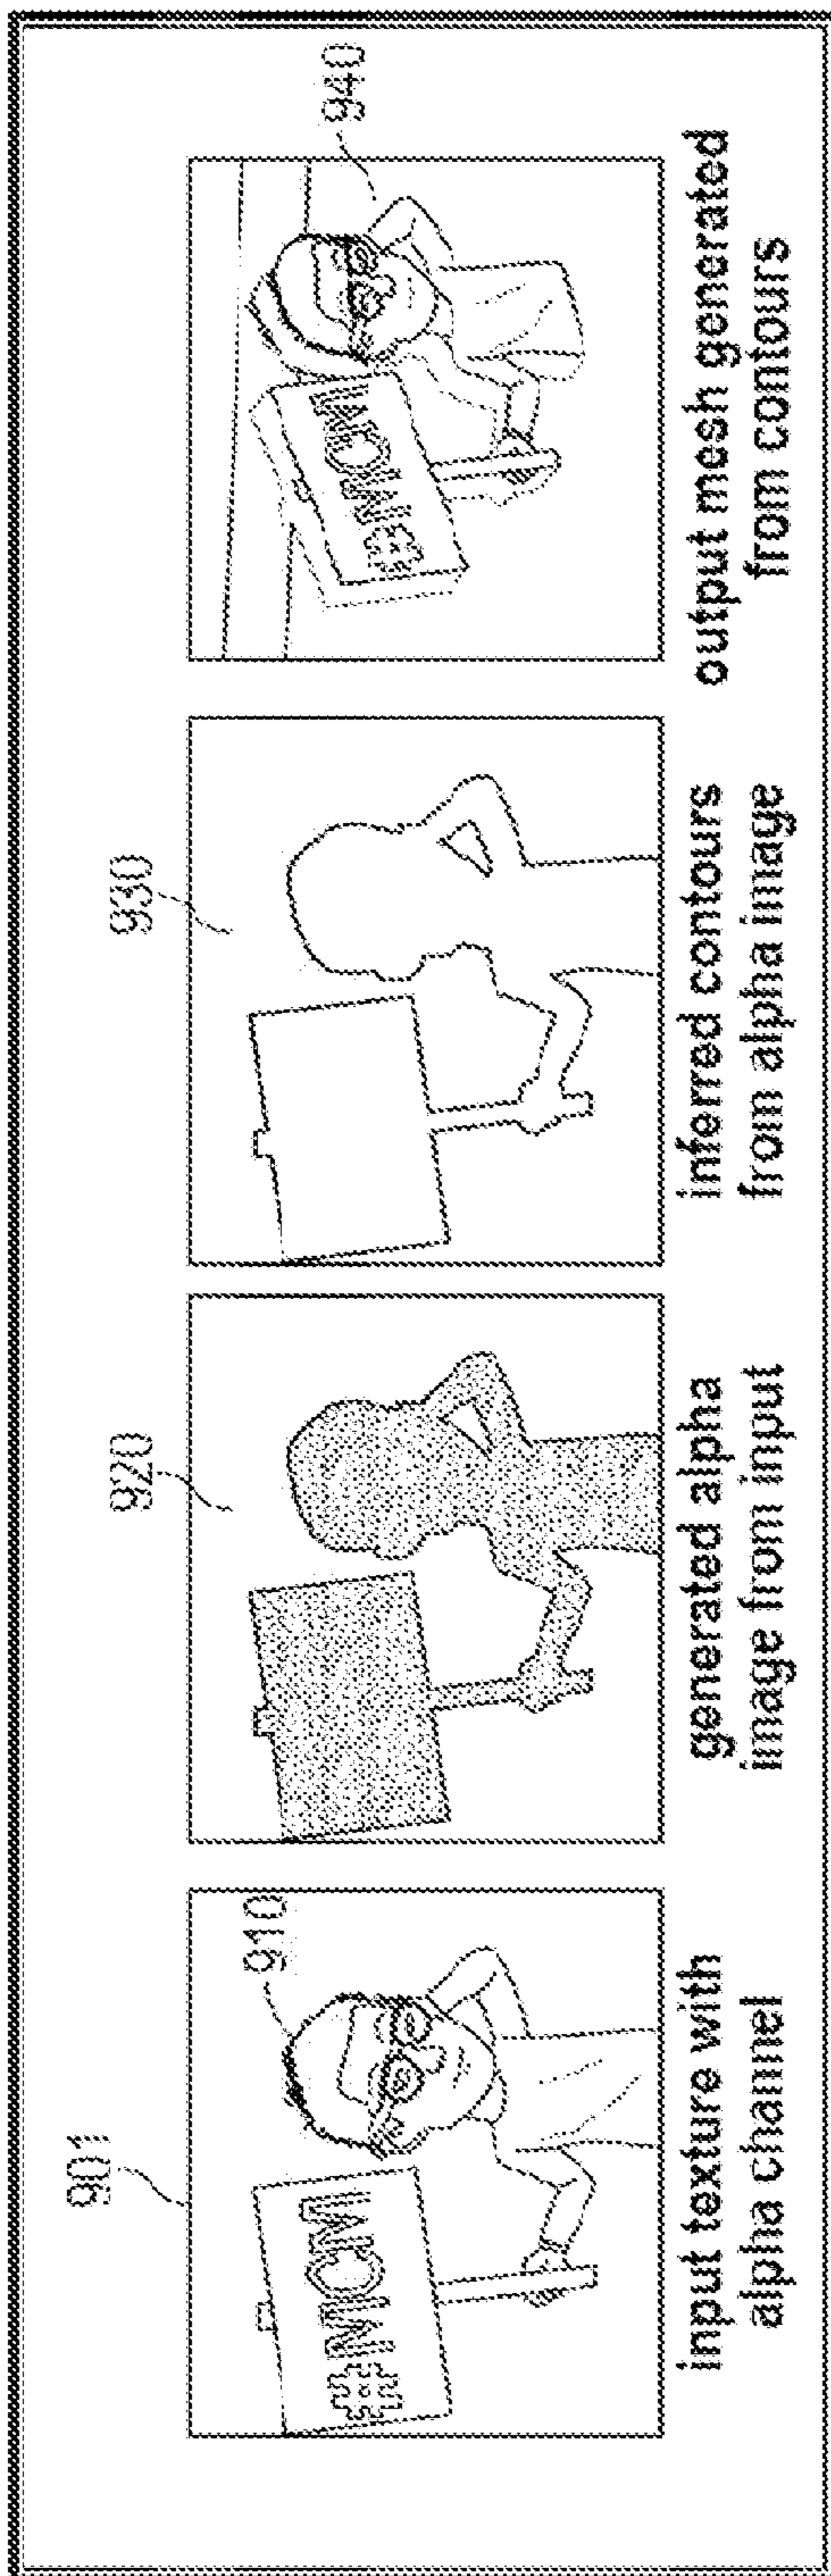 901
910
#MCM
input texture with
alpha channel
920
generated alpha
image from input
930
inferred contours
from alpha image
940
#MCM
output mesh generated
from contours